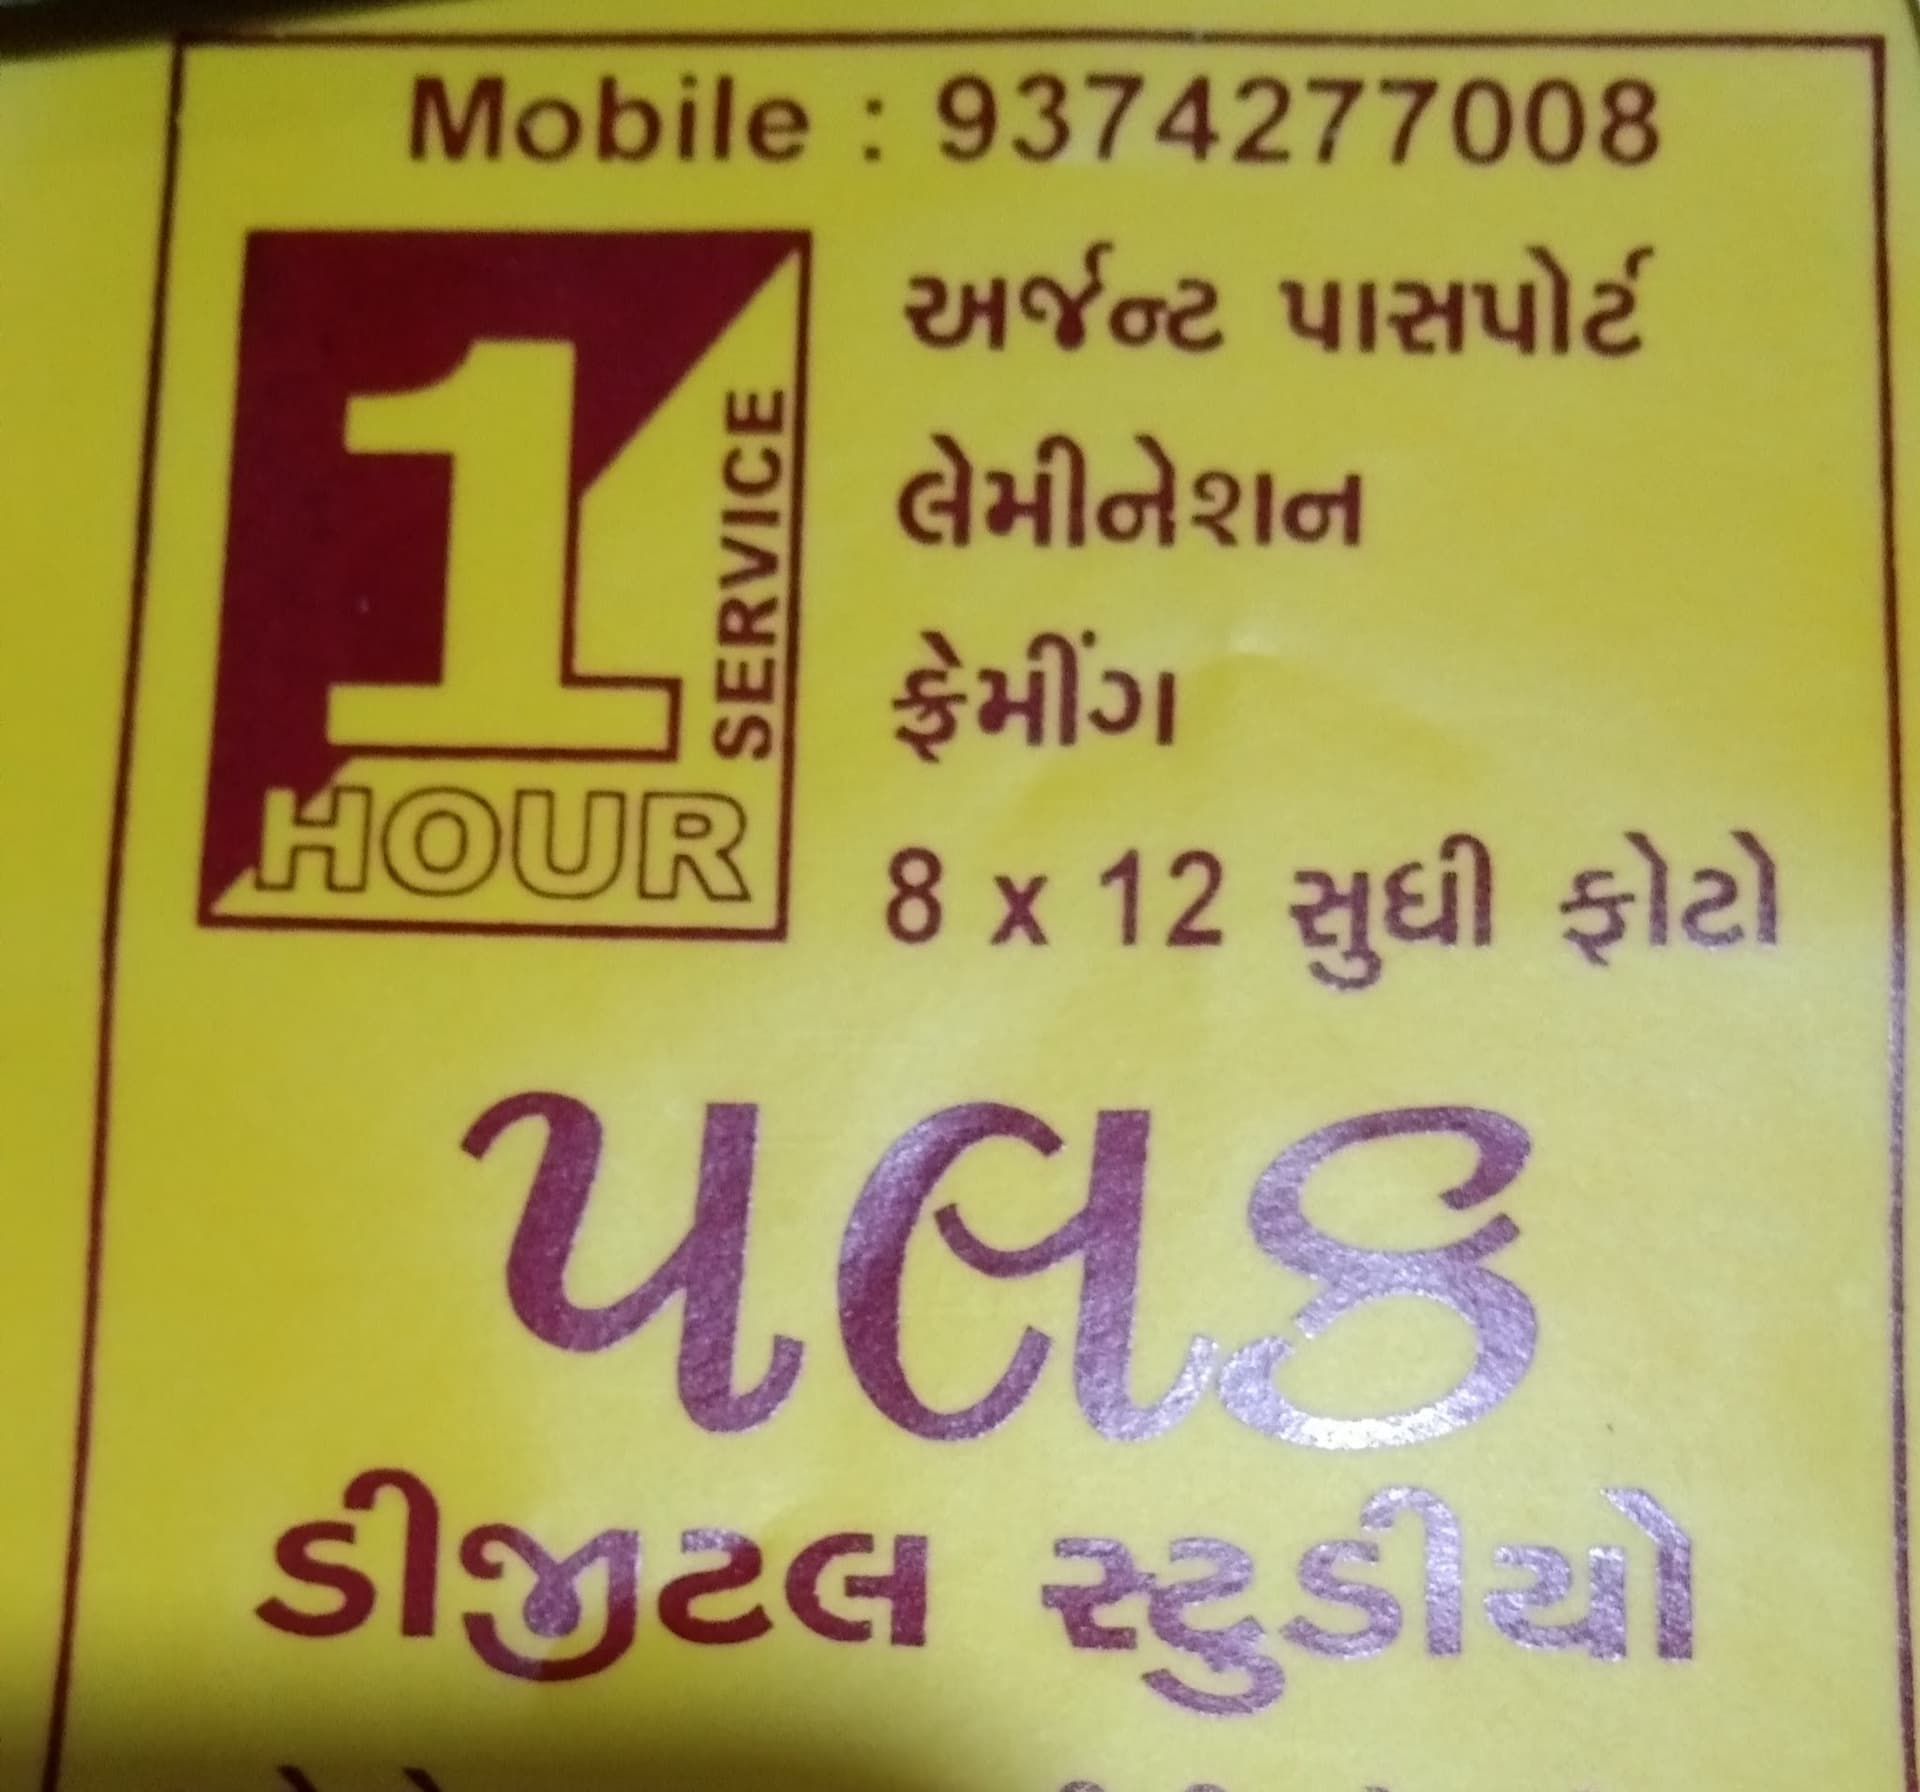 Mobile : 9374277008
1
HOUR
SERVICE
અર્જન્ટ પાસપોર્ટ
લેમીનેશન
ફ્રેમીંગ
8 x 12 સુધી ફોટો
પલક
ડીજીટલ સ્ટુડીયો